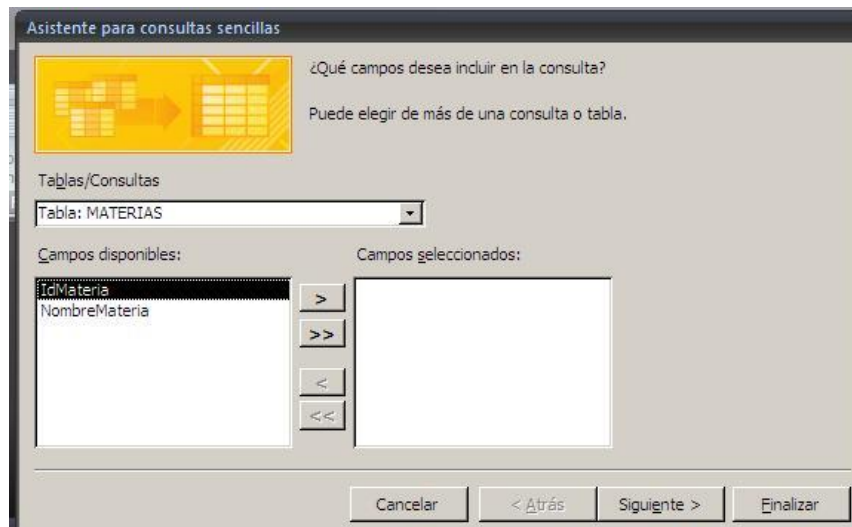 Asistente para consultas sencillas
¿Qué campos desea incluir en la consulta?
Puede elegir de más de una consulta o tabla.
Tablas/Consultas
Tabla: MATERIAS
Campos disponibles:
Campos seleccionados:
IdMateria
NombreMateria
>
>>
<
<<
Cancelar
< Atrás
Siguiente >
Finalizar